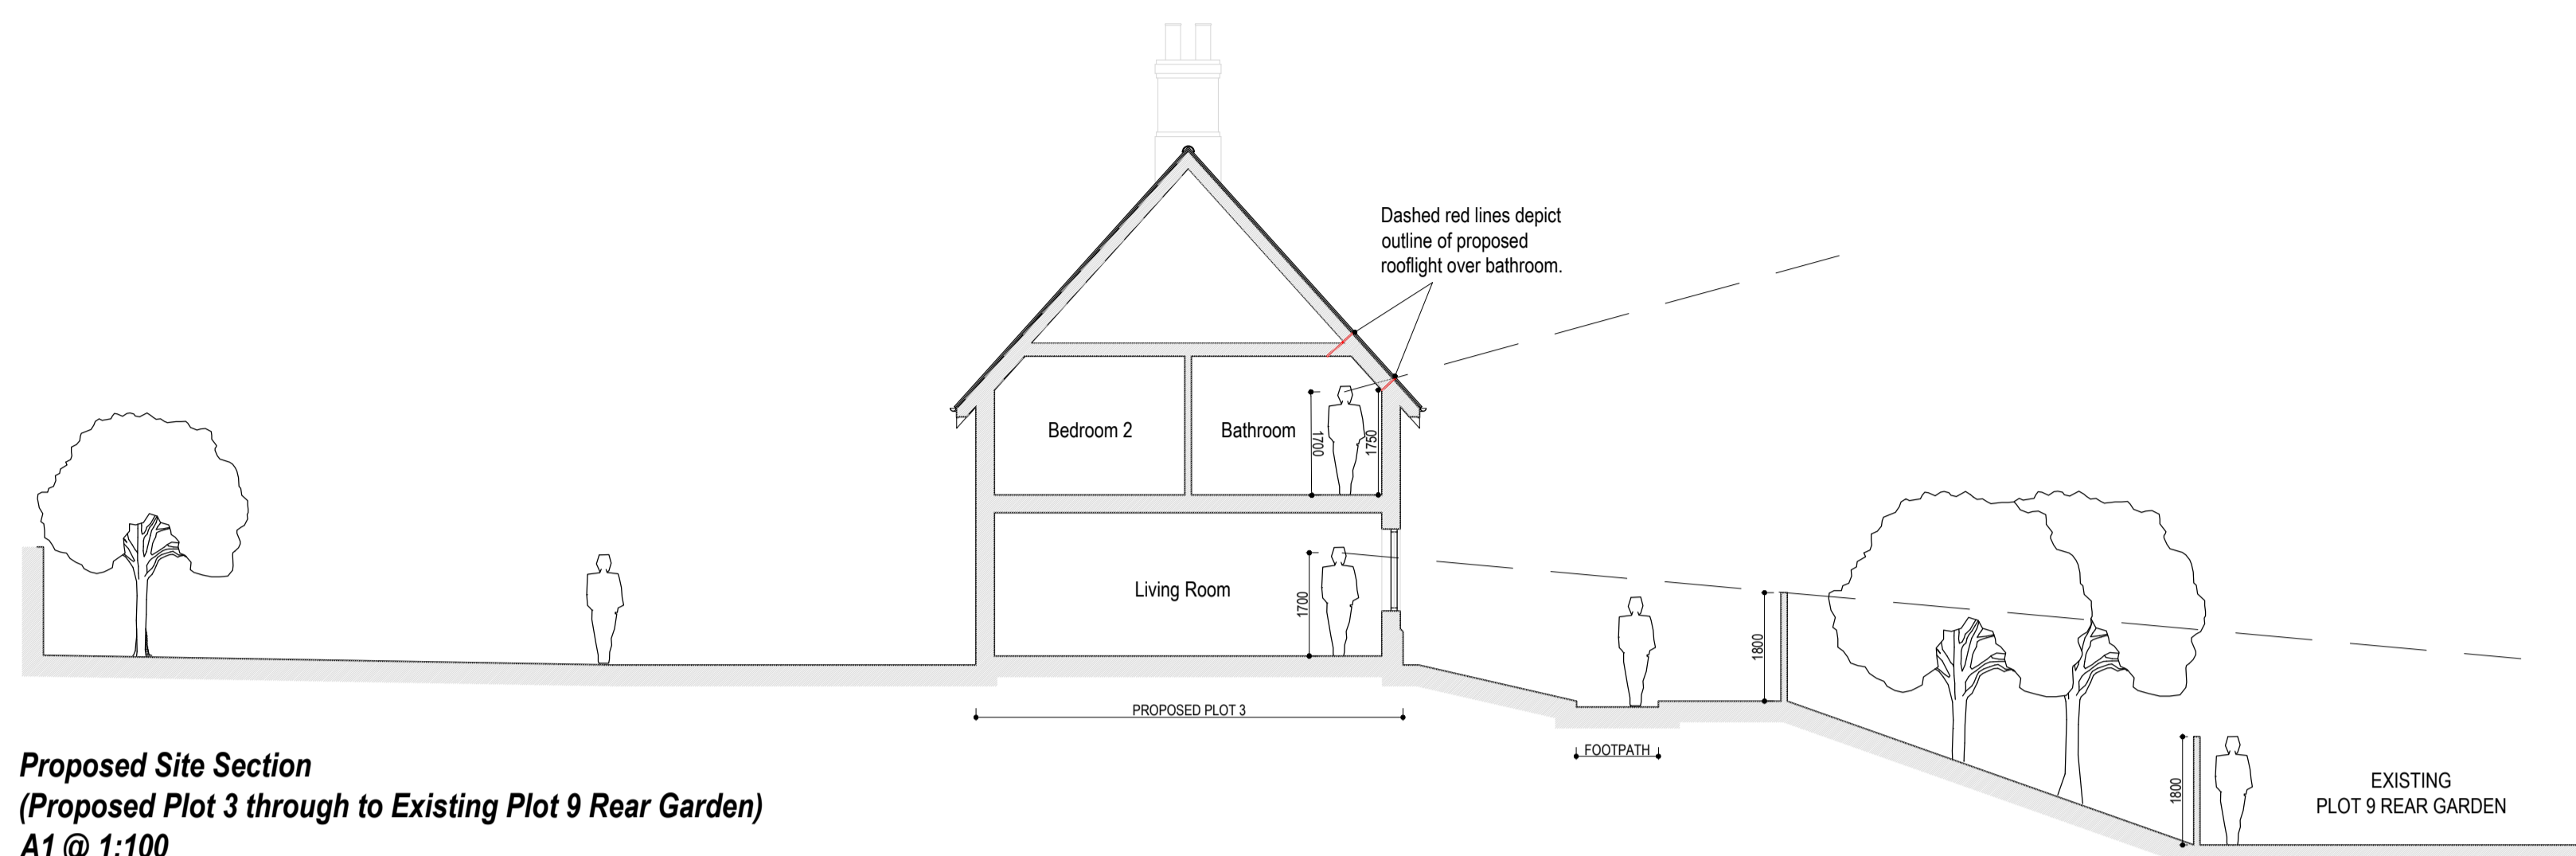 Dashed red lines depict
outline of proposed
rooflight over bathroom.
Bedroom 2
Bathroom
1700
1750
Living Room
1700
1800
PROPOSED PLOT 3
FOOTPATH
1800
EXISTING
PLOT 9 REAR GARDEN
Proposed Site Section
(Proposed Plot 3 through to Existing Plot 9 Rear Garden)
A1 @ 1:100